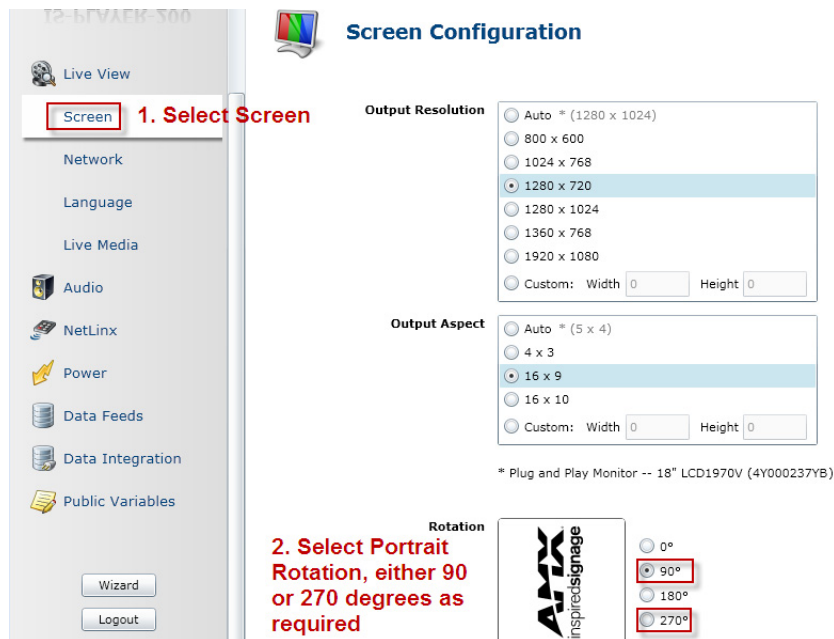 IS-PLAYER-200
Live View
Screen
1. Select Screen
Network
Language
Live Media
Audio
NetLinx
Power
Data Feeds
Data Integration
Public Variables
Wizard
Logout
Screen Configuration
Output Resolution
Auto * (1280 x 1024)
800 x 600
1024 x 768
1280 x 720
1280 x 1024
1360 x 768
1920 x 1080
Custom: Width 0 Height 0
Output Aspect
Auto * (5 x 4)
4 x 3
16 x 9
16 x 10
Custom: Width 0 Height 0
* Plug and Play Monitor -- 18" LCD1970V (4Y000237YB)
Rotation
2. Select Portrait
Rotation, either 90
or 270 degrees as
required
AMX
inspiredsignage
0°
90°
180°
270°